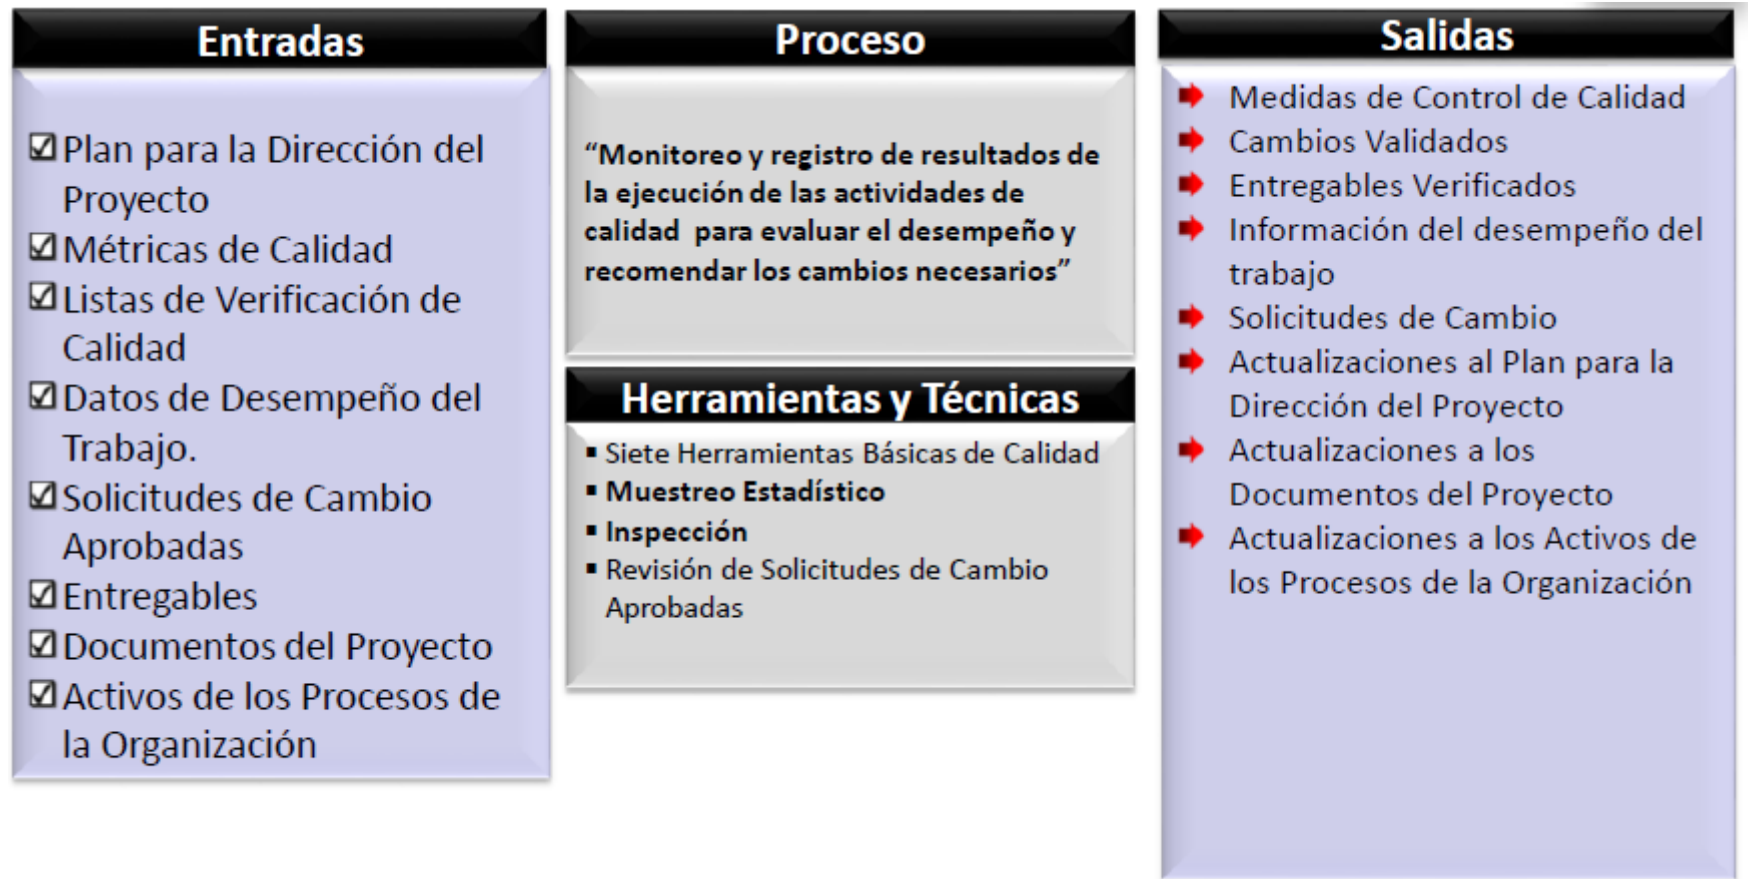 Entradas
Plan para la Dirección del
Proyecto
Métricas de Calidad
Listas de Verificación de
Calidad
Datos de Desempeño del
Trabajo.
Solicitudes de Cambio
Aprobadas
Entregables
Documentos del Proyecto
Activos de los Procesos de
la Organización
Proceso
“Monitoreo y registro de resultados de
la ejecución de las actividades de
calidad para evaluar el desempeño y
recomendar los cambios necesarios”
Herramientas y Técnicas
Siete Herramientas Básicas de Calidad
Muestreo Estadístico
Inspección
Revisión de Solicitudes de Cambio
Aprobadas
Salidas
Medidas de Control de Calidad
Cambios Validados
Entregables Verificados
Información del desempeño del
trabajo
Solicitudes de Cambio
Actualizaciones al Plan para la
Dirección del Proyecto
Actualizaciones a los
Documentos del Proyecto
Actualizaciones a los Activos de
los Procesos de la Organización